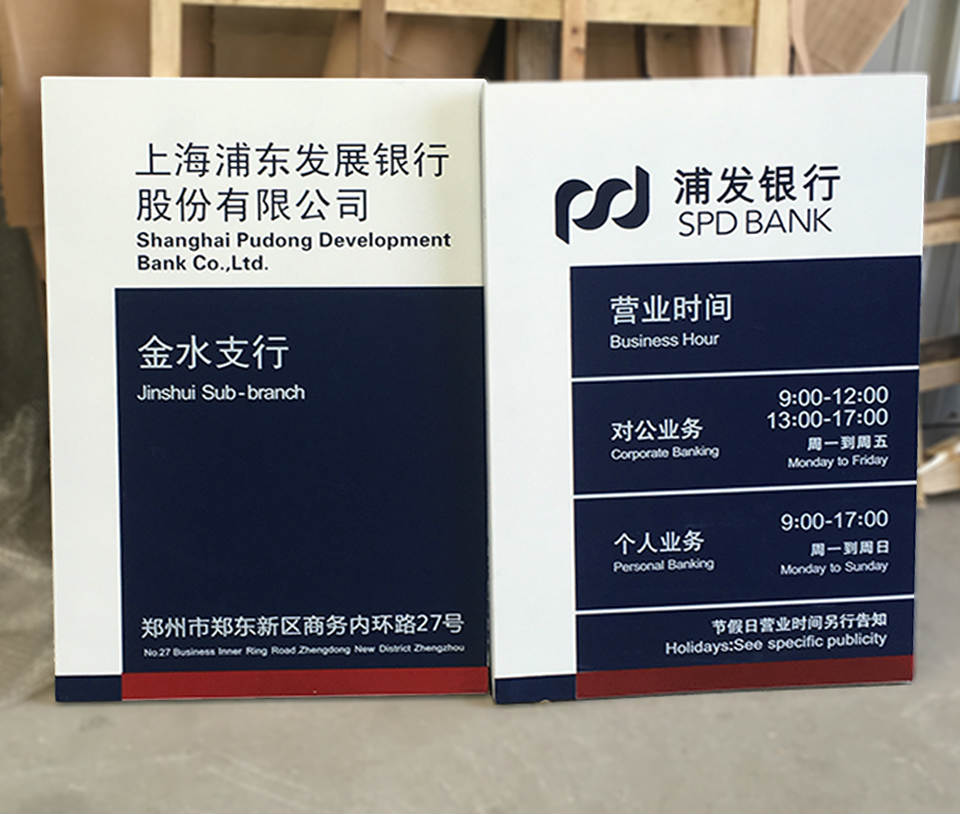 上海浦东发展银行
股份有限公司
Shanghai Pudong Development
Bank Co.,Ltd.
金水支行
Jinshui Sub-branch
郑州市郑东新区商务内环路27号
No.27 Business Inner Ring Road Zhengdong New District Zhengzhou
浦发银行
SPD BANK
营业时间
Business Hour
对公业务
Corporate Banking
9:00-12:00
13:00-17:00
周一到周五
Monday to Friday
个人业务
Personal Banking
9:00-17:00
周一到周日
Monday to Sunday
节假日营业时间另行告知
Holidays:See specific publicity